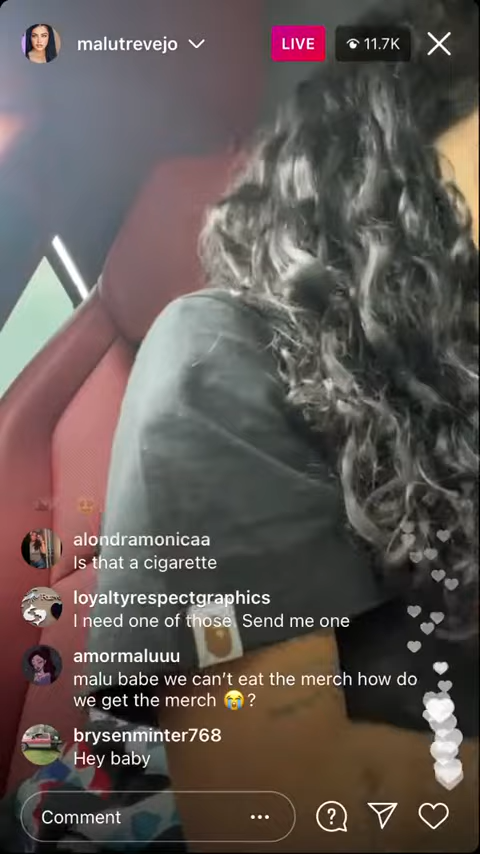 malutrevejo
LIVE
11.7K
alondramonicaa
Is that a cigarette
loyaltyrespectgraphics
I need one of those. Send me one
amormaluuu
malu babe we can't eat the merch how do
we get the merch 😭?
brysenminter768
Hey baby
Comment